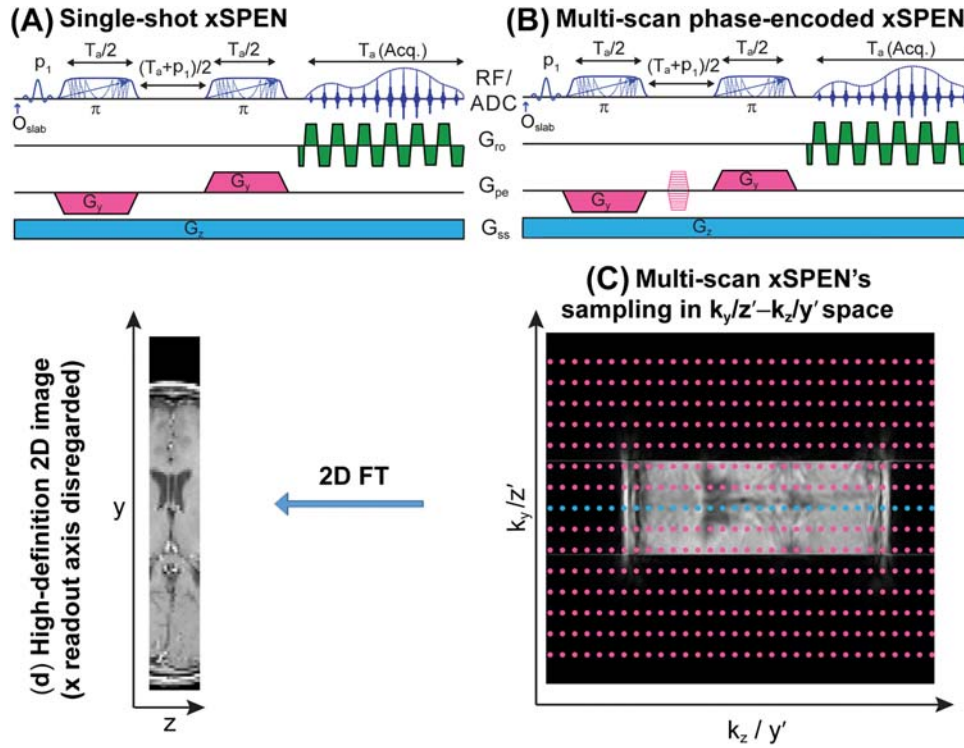 (A) Single-shot xSPEN
Tₐ/2 Tₐ/2 Tₐ (Acq.)
p₁ (Tₐ+p₁)/2
π π
Oslab
Gy
Gy
Gz
RF/
ADC
Gro
Gpe
Gss
(B) Multi-scan phase-encoded xSPEN
Tₐ/2 Tₐ/2 Tₐ (Acq.)
p₁ (Tₐ+p₁)/2
π π
Oslab
Gy
Gy
Gz
(C) Multi-scan xSPEN's
sampling in ky/z′–kz/y′ space
ky/z′
kz / y′
2D FT
(d) High-definition 2D image
(x readout axis disregarded)
y
z